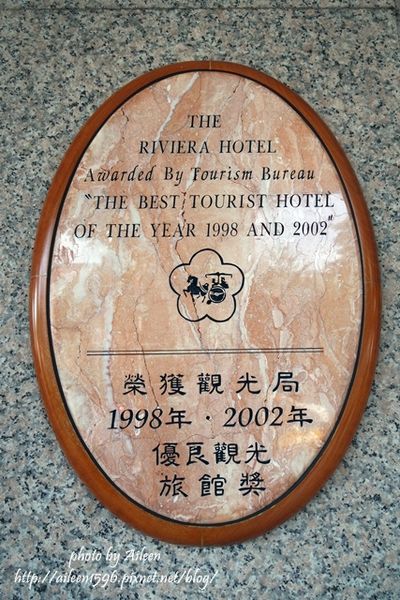 THE
RIVIERA HOTEL
Awarded By Tourism Bureau
"THE BEST TOURIST HOTEL
OF THE YEAR 1998 AND 2002"
榮獲觀光局
1998年·2002年
優良觀光
旅館獎
photo by Aileen
http://aileen1596.pixnet.net/blog/